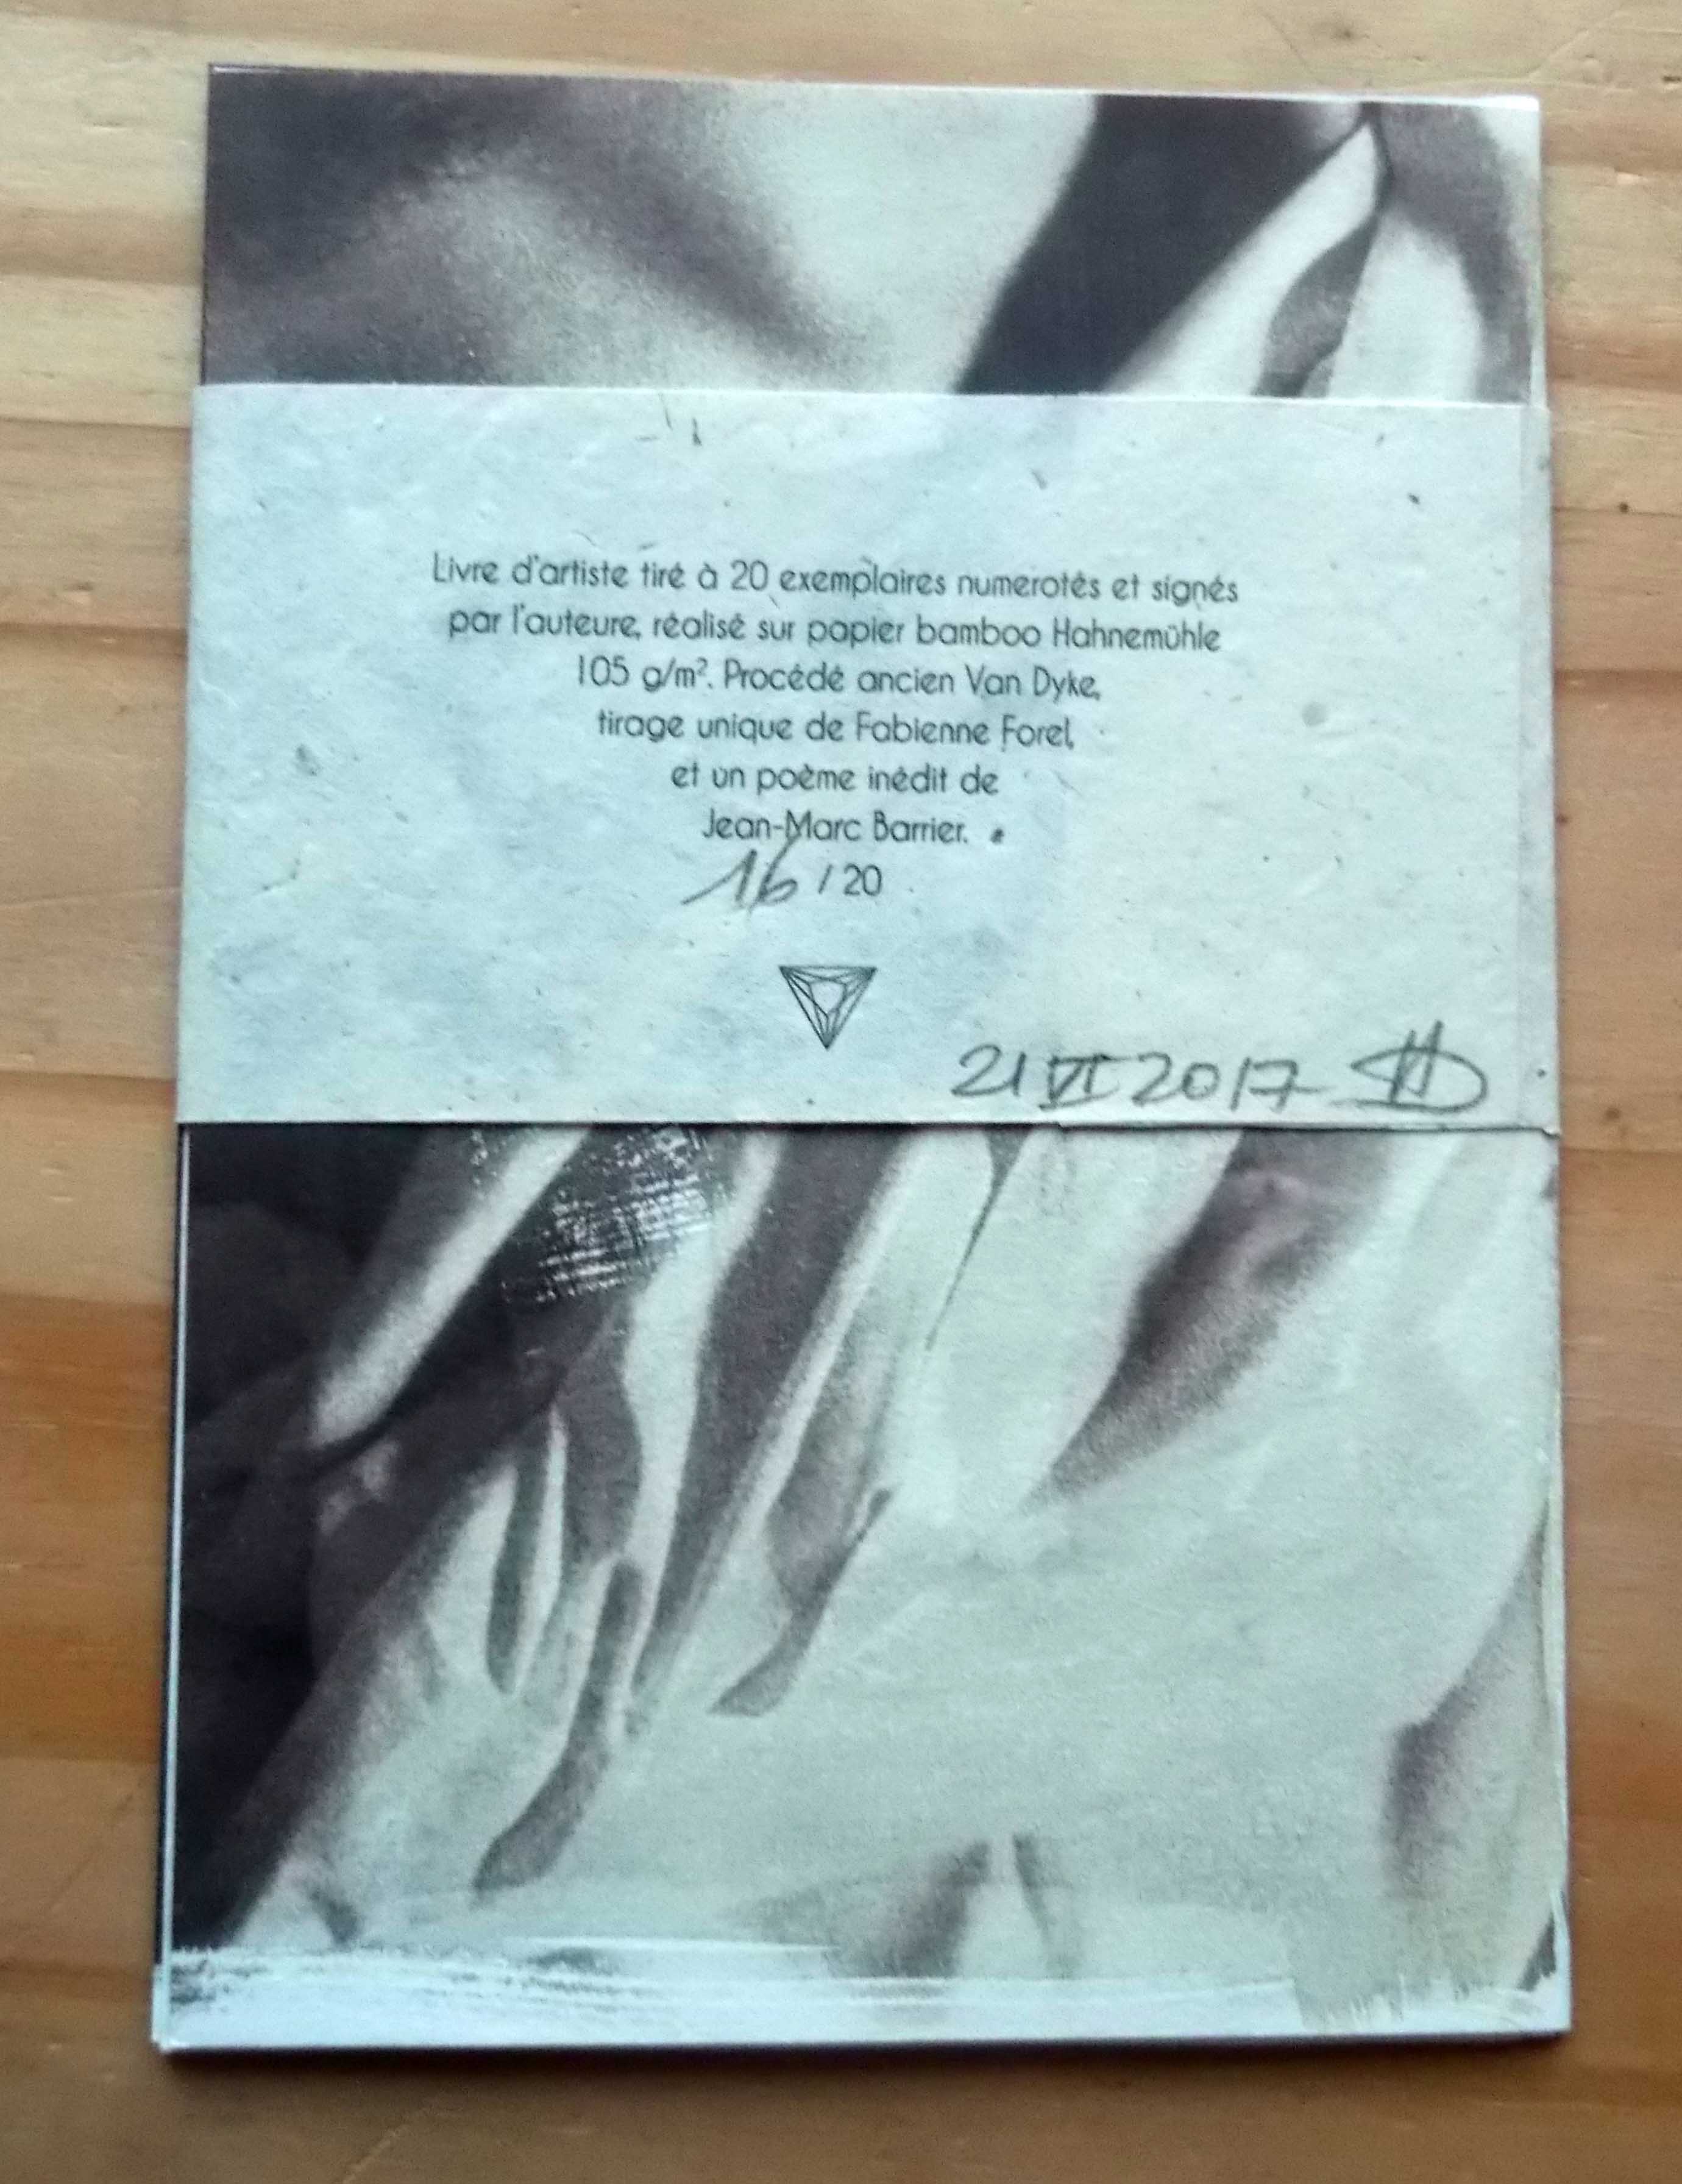 Livre d'artiste tiré à 20 exemplaires numerotés et signés
par l'auteure, réalisé sur papier bamboo Hahnemühle
105 g/m². Procédé ancien Van Dyke,
tirage unique de Fabienne Forel,
et un poème inédit de
Jean-Marc Barrier.
16 / 20
21 VI 2017